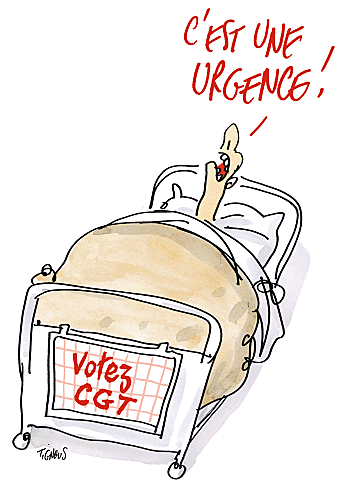 C'EST UNE
URGENCE!
Votez
CGT
TIGNOUS